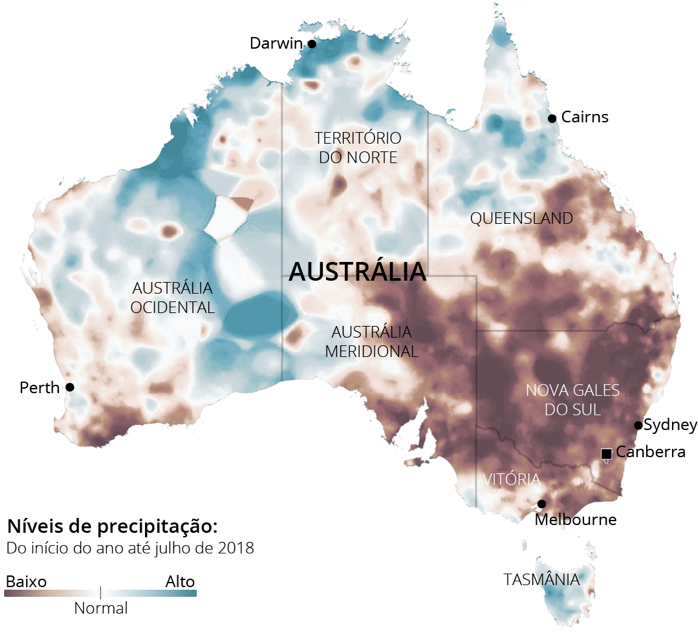 Darwin
Cairns
TERRITÓRIO
DO NORTE
QUEENSLAND
AUSTRÁLIA
AUSTRÁLIA
OCIDENTAL
AUSTRÁLIA
MERIDIONAL
Perth
NOVA GALES
DO SUL
Sydney
Canberra
VITÓRIA
Melbourne
Níveis de precipitação:
Do início do ano até julho de 2018
Baixo
Alto
Normal
TASMÂNIA